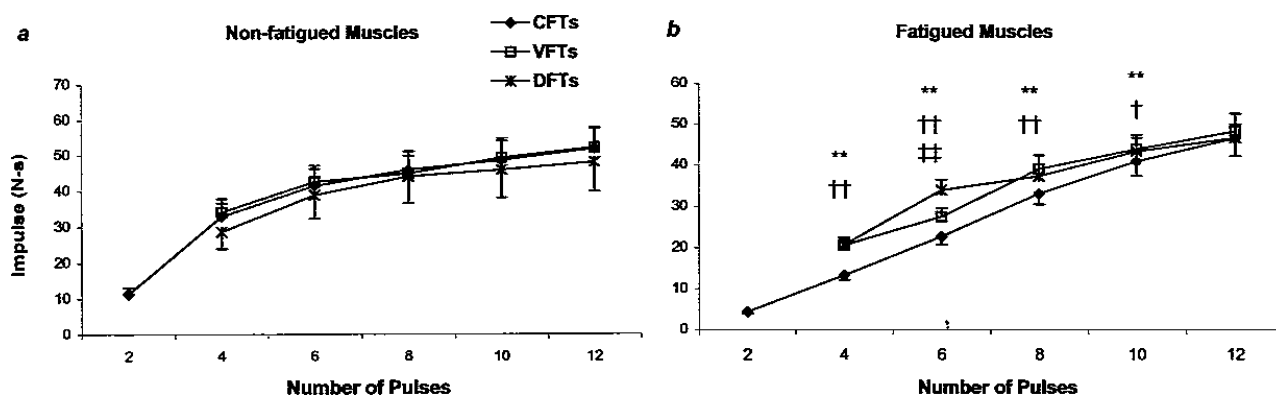 a
Non-fatigued Muscles
CFTs
VFTs
DFTs
Impulse (N-s)
70
60
50
40
30
20
10
0
2 4 6 8 10 12
Number of Pulses
b
Fatigued Muscles
60
50
40
30
20
10
0
** ** ** **
†† †† †† †
‡‡
2 4 6 8 10 12
Number of Pulses